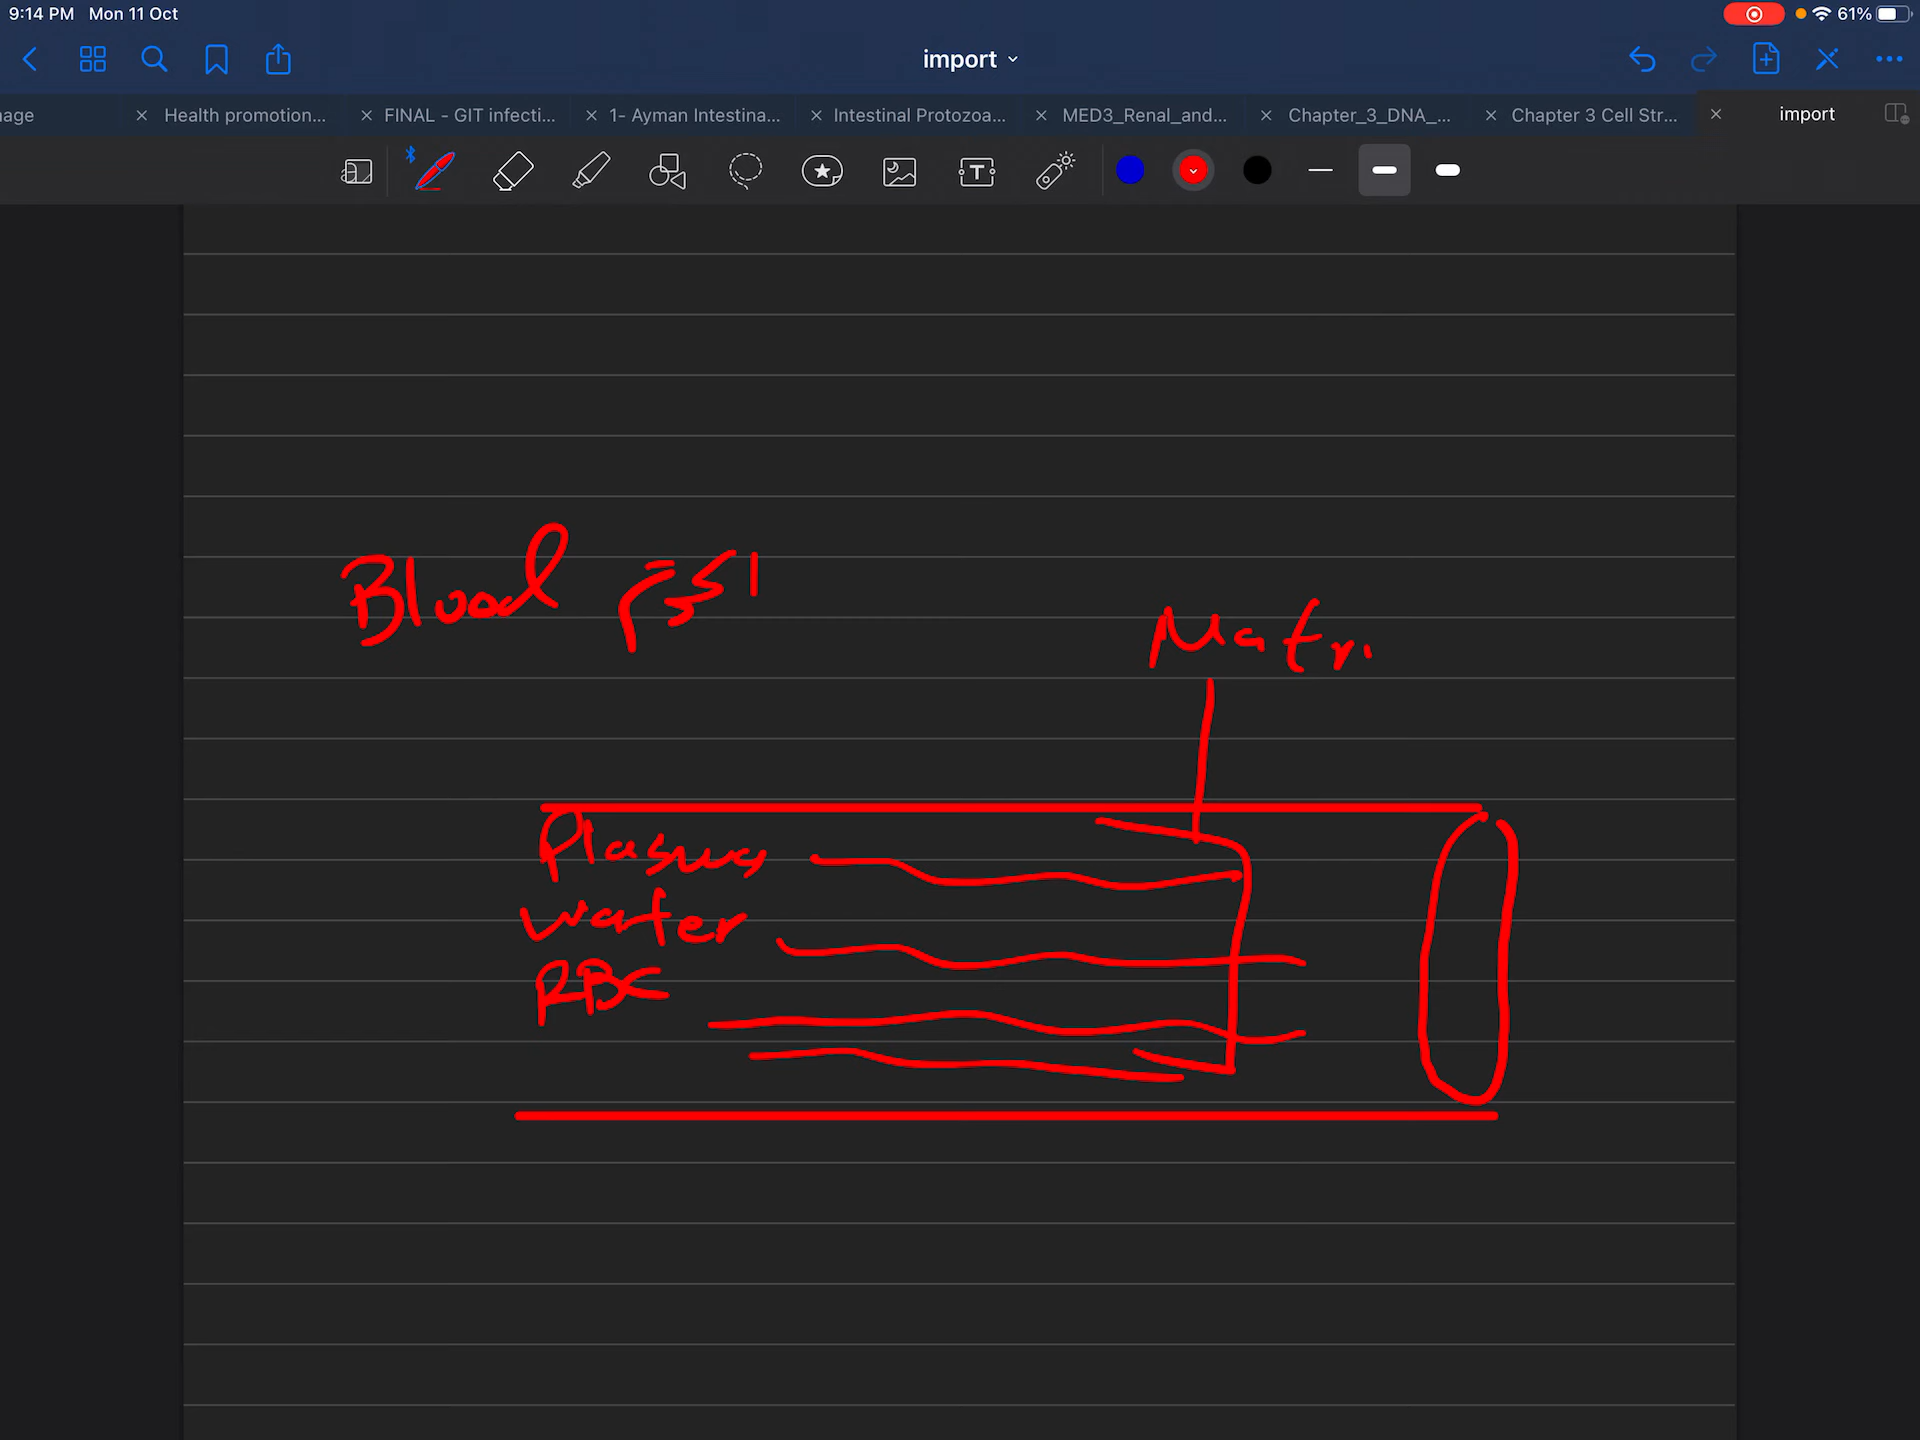 9:14 PM Mon 11 Oct
61%
import
age
Health promotion...
FINAL - GIT infecti...
1- Ayman Intestina...
Intestinal Protozoa...
MED3_Renal_and...
Chapter_3_DNA_...
Chapter 3 Cell Str...
import
T
Blood
Matri
Plasma
water
RBC